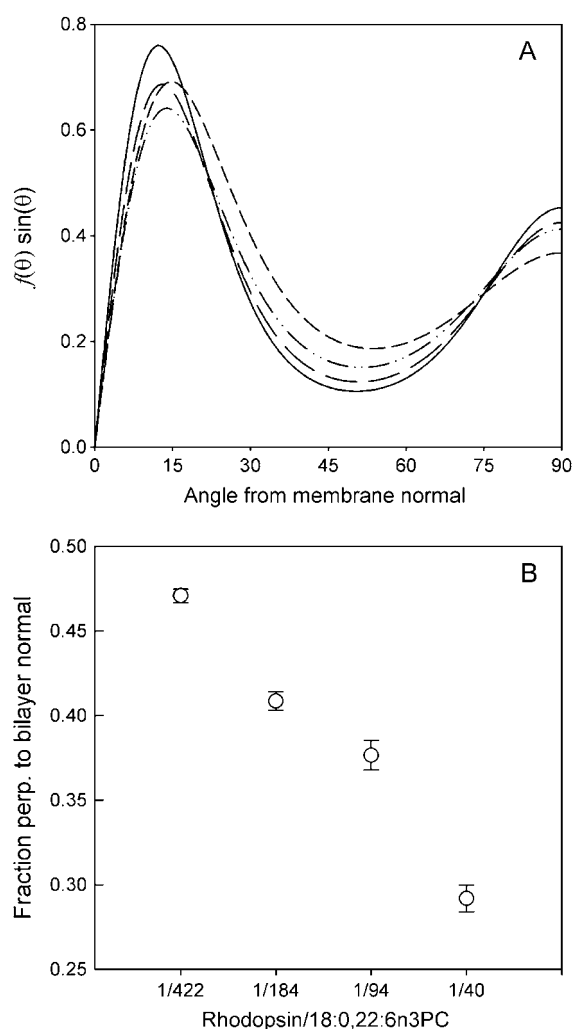 A
0.8
0.6
0.4
0.2
0.0
f(θ) sin(θ)
0 15 30 45 60 75 90
Angle from membrane normal
B
0.50
0.45
0.40
0.35
0.30
0.25
Fraction perp. to bilayer normal
1/422 1/184 1/94 1/40
Rhodopsin/18:0,22:6n3PC